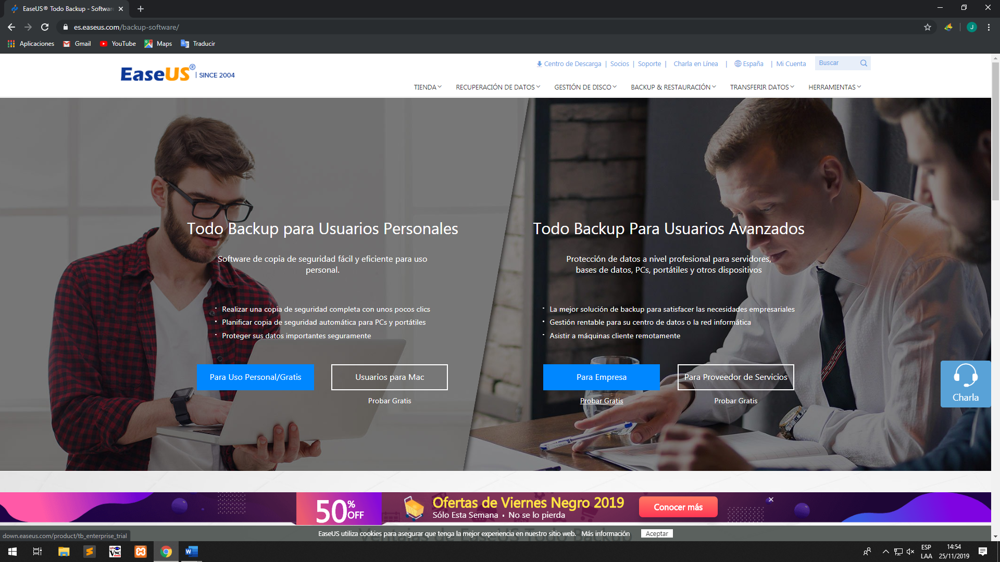 EaseUS® Todo Backup - Software
es.easeus.com/backup-software/
J
Aplicaciones
Gmail
YouTube
Maps
Traducir
EaseUS® | SINCE 2004
Centro de Descarga | Socios | Soporte | Charla en Línea | España | Mi Cuenta
Buscar
TIENDA
RECUPERACIÓN DE DATOS
GESTIÓN DE DISCO
BACKUP & RESTAURACIÓN
TRANSFERIR DATOS
HERRAMIENTAS
Todo Backup para Usuarios Personales
Software de copia de seguridad fácil y eficiente para uso
personal.
· Realizar una copia de seguridad completa con unos pocos clics
· Planificar copia de seguridad automática para PCs y portátiles
· Proteger sus datos importantes seguramente
Para Uso Personal/Gratis
Usuarios para Mac
Probar Gratis
Todo Backup Para Usuarios Avanzados
Protección de datos a nivel profesional para servidores,
bases de datos, PCs, portátiles y otros dispositivos
· La mejor solución de backup para satisfacer las necesidades empresariales
· Gestión rentable para su centro de datos o la red informática
· Asistir a máquinas cliente remotamente
Para Empresa
Para Proveedor de Servicios
Probar Gratis
Probar Gratis
Charla
50% OFF
Ofertas de Viernes Negro 2019
Sólo Esta Semana • No se lo pierda
Conocer más
Ventajas de EaseUS Todo Backup
EaseUS utiliza cookies para asegurar que tenga la mejor experiencia en nuestro sitio web. Más información
Aceptar
down.easeus.com/product/tb_enterprise_trial
VNC
ESP
LAA
14:54
25/11/2019